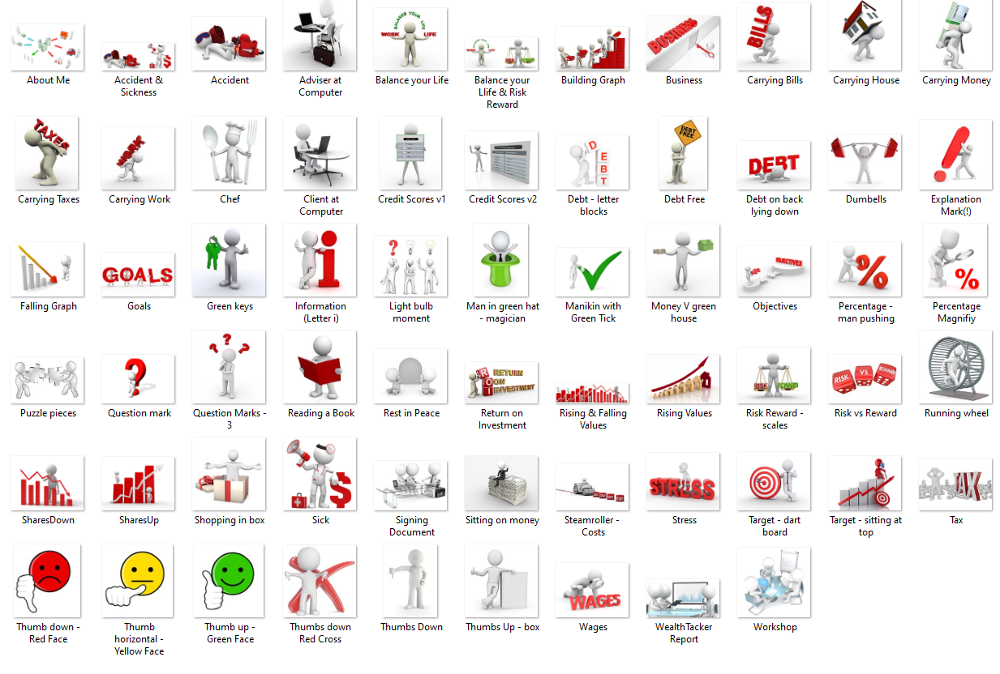 About Me
Accident &
Sickness
Accident
Adviser at
Computer
BALANCE YOUR LIFE
WORK LIFE
Balance your Life
RISK REWARD
Balance your
Llife & Risk
Reward
Building Graph
BUSINESS
Business
BILLS
Carrying Bills
Carrying House
Carrying Money
TAXES
Carrying Taxes
WORK
Carrying Work
Chef
Client at
Computer
Credit Scores v1
Credit Scores v2
D
E
B
T
Debt - letter
blocks
DEBT
FREE
Debt Free
DEBT
Debt on back
lying down
Dumbells
!
Explanation
Mark(!)
Falling Graph
GOALS
Goals
Green keys
i
Information
(Letter i)
?
Light bulb
moment
Man in green hat
- magician
Manikin with
Green Tick
Money V green
house
OBJECTIVES
Objectives
%
Percentage -
man pushing
%
Percentage
Magnifiy
Puzzle pieces
?
Question mark
? ? ?
Question Marks -
3
Reading a Book
Rest in Peace
RETURN
ON
INVESTMENT
Return on
Investment
Rising & Falling
Values
Rising Values
RISK REWARD
Risk Reward -
scales
RISK VS REWARD
Risk vs Reward
Running wheel
SharesDown
SharesUp
Shopping in box
$
Sick
Signing
Document
Sitting on money
Steamroller -
Costs
STRESS
Stress
Target - dart
board
Target - sitting at
top
TAX
Tax
Thumb down -
Red Face
Thumb
horizontal -
Yellow Face
Thumb up -
Green Face
Thumbs down
Red Cross
Thumbs Down
Thumbs Up - box
WAGES
Wages
WealthTacker
Report
Workshop